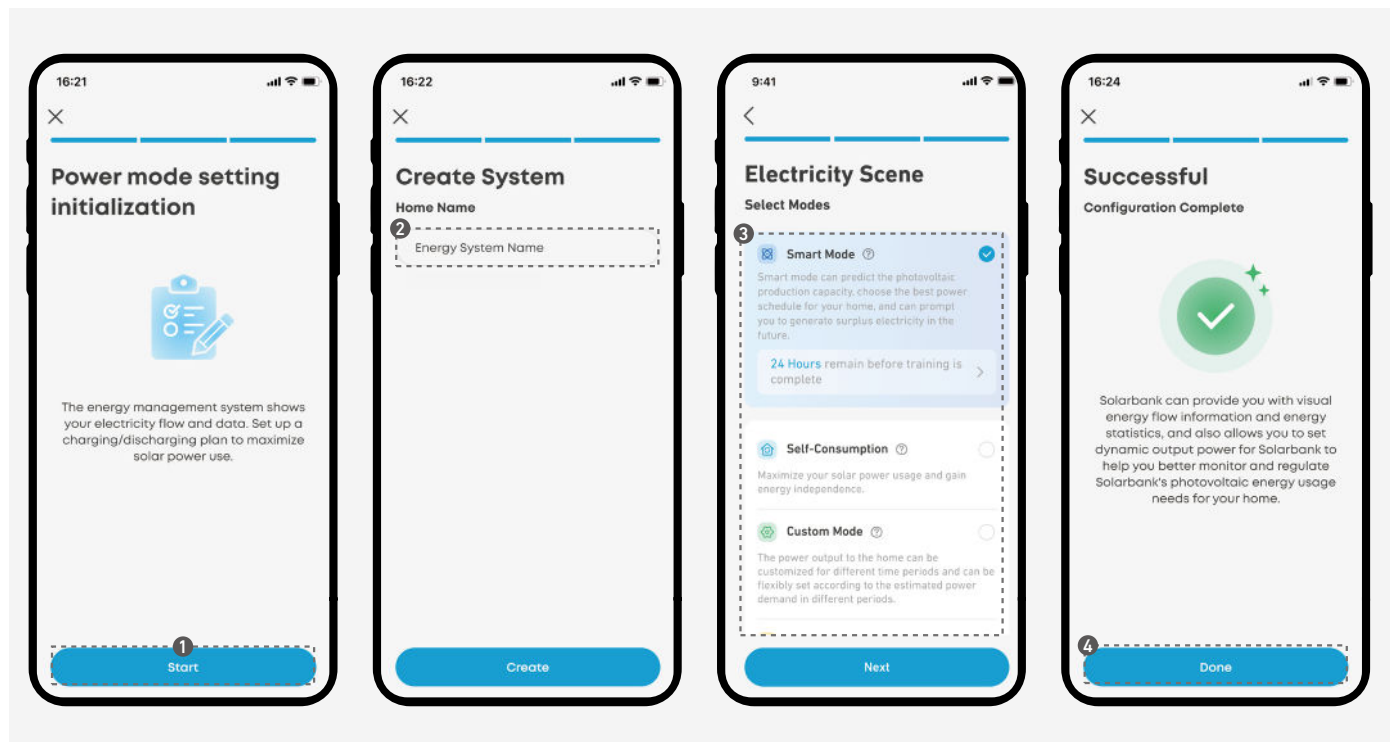 16:21
Power mode setting
initialization
The energy management system shows
your electricity flow and data. Set up a
charging/discharging plan to maximize
solar power use.
1
Start
16:22
Create System
Home Name
2
Energy System Name
Create
9:41
Electricity Scene
Select Modes
3
Smart Mode ?
Smart mode can predict the photovoltaic
production capacity, choose the best power
schedule for your home, and can prompt
you to generate surplus electricity in the
future.
24 Hours remain before training is
complete
Self-Consumption ?
Maximize your solar power usage and gain
energy independence.
Custom Mode ?
The power output to the home can be
customized for different time periods and can be
flexibly set according to the estimated power
demand in different periods.
Next
16:24
Successful
Configuration Complete
Solarbank can provide you with visual
energy flow information and energy
statistics, and also allows you to set
dynamic output power for Solarbank to
help you better monitor and regulate
Solarbank's photovoltaic energy usage
needs for your home.
4
Done